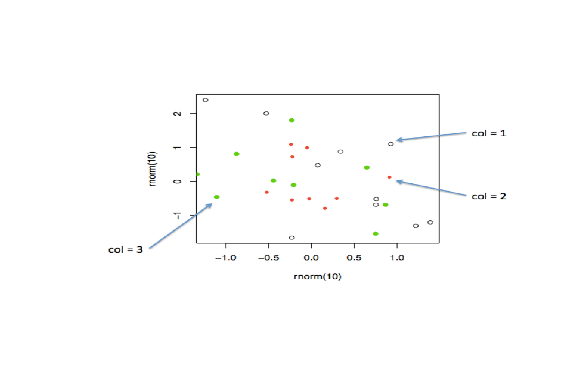 2
1
0
−1
rnorm(10)
−1.0 −0.5 0.0 0.5 1.0
rnorm(10)
col = 1
col = 2
col = 3